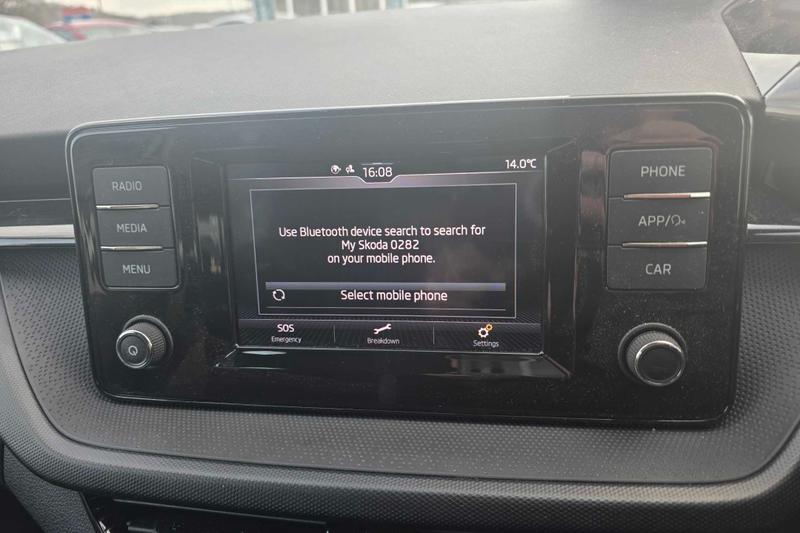 RADIO
MEDIA
MENU
16:08
14.0°C
Use Bluetooth device search to search for
My Skoda 0282
on your mobile phone.
Select mobile phone
SOS
Emergency
Breakdown
Settings
PHONE
APP/
CAR